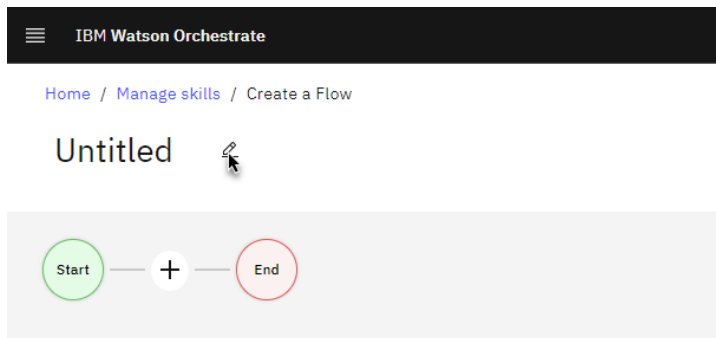 IBM Watson Orchestrate
Home / Manage skills / Create a Flow
Untitled
Start + End